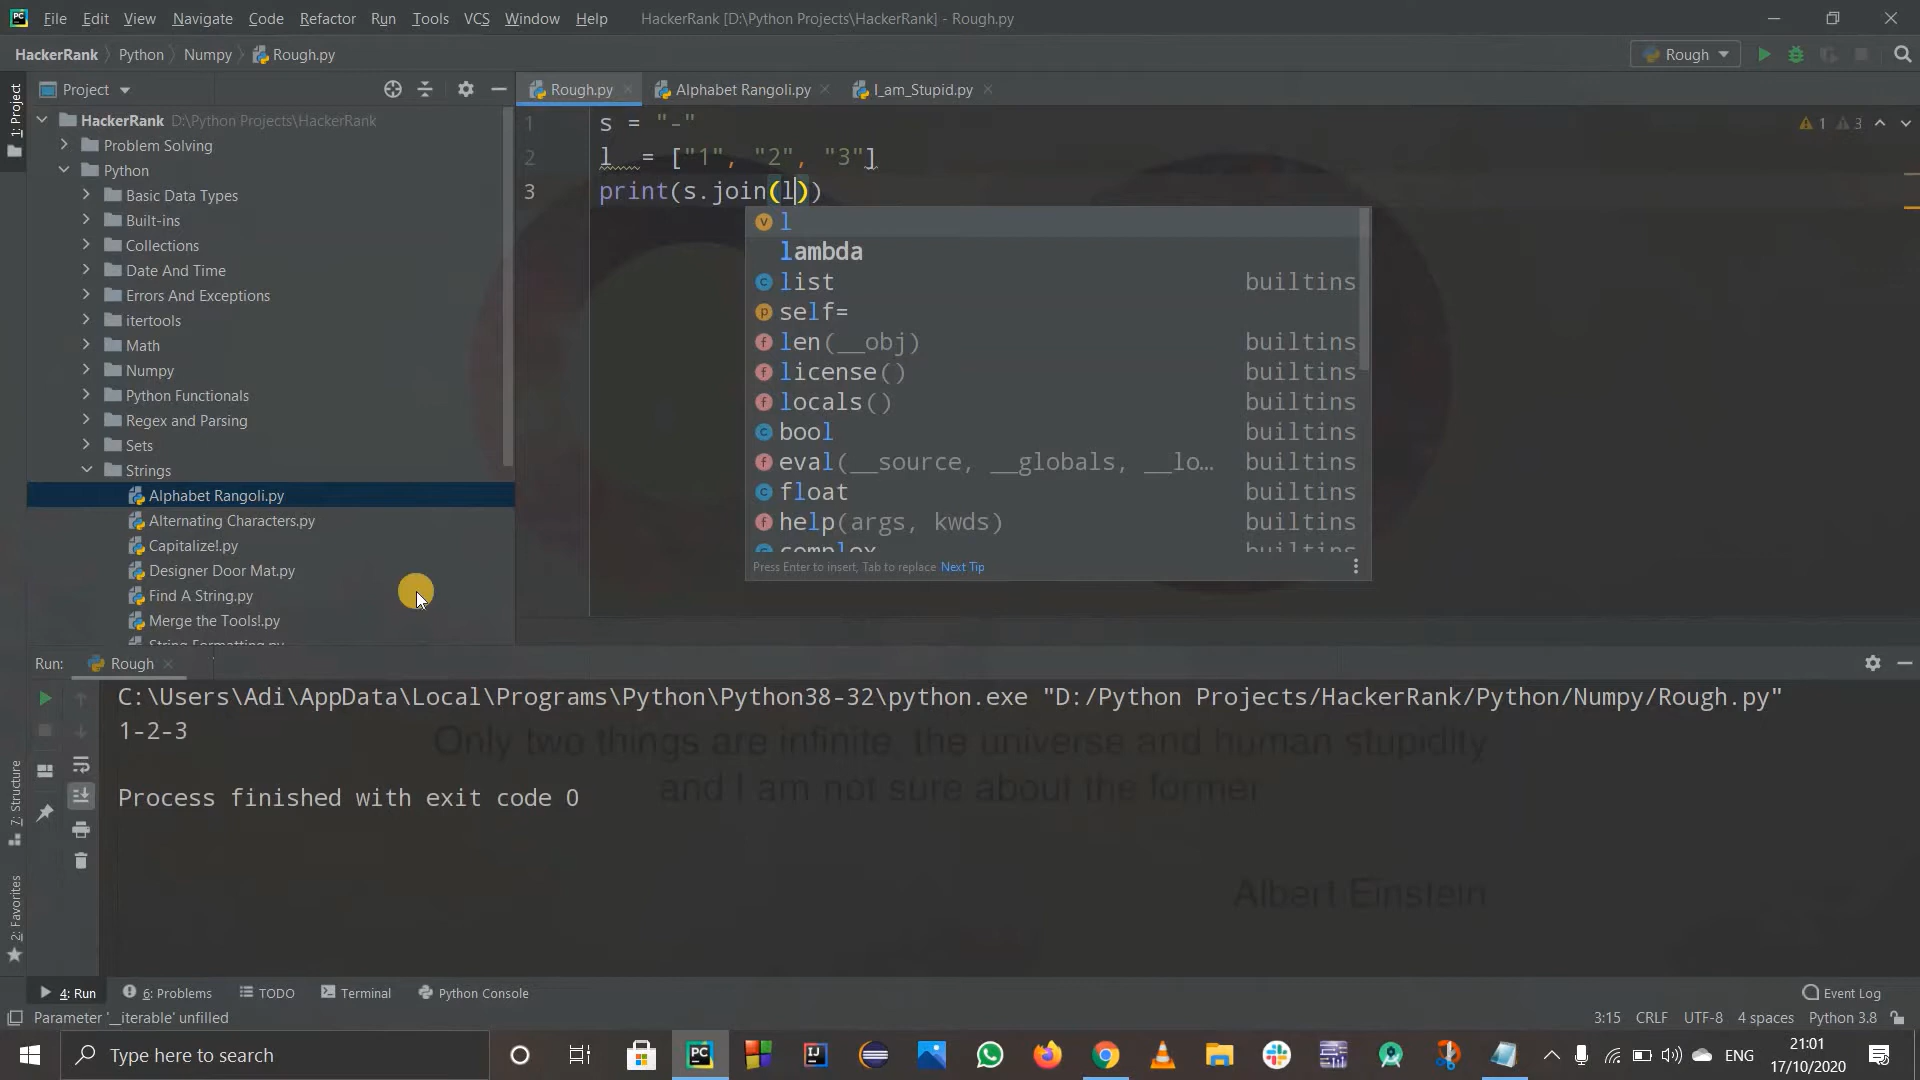 File Edit View Navigate Code Refactor Run Tools VCS Window Help HackerRank [D:\Python Projects\HackerRank] - Rough.py
HackerRank Python Numpy Rough.py Rough
1: Project
Project
Rough.py Alphabet Rangoli.py I_am_Stupid.py
HackerRank D:\Python Projects\HackerRank
Problem Solving
Python
Basic Data Types
Built-ins
Collections
Date And Time
Errors And Exceptions
itertools
Math
Numpy
Python Functionals
Regex and Parsing
Sets
Strings
Alphabet Rangoli.py
Alternating Characters.py
Capitalize!.py
Designer Door Mat.py
Find A String.py
Merge the Tools!.py
String Formatting.py
1 s = "-"
2 l = ["1", "2", "3"]
3 print(s.join(l))
1 3
l
lambda
list builtins
self=
len(__obj) builtins
license() builtins
locals() builtins
bool builtins
eval(__source, __globals, __lo... builtins
float builtins
help(args, kwds) builtins
complex builtins
Press Enter to insert, Tab to replace Next Tip
Run: Rough
C:\Users\Adi\AppData\Local\Programs\Python\Python38-32\python.exe "D:/Python Projects/HackerRank/Python/Numpy/Rough.py"
1-2-3
Process finished with exit code 0
Only two things are infinite, the universe and human stupidity
and I am not sure about the former
Albert Einstein
7: Structure
2: Favorites
4: Run 6: Problems TODO Terminal Python Console Event Log
Parameter '__iterable' unfilled 3:15 CRLF UTF-8 4 spaces Python 3.8
Type here to search PC IJ ENG 21:01
17/10/2020